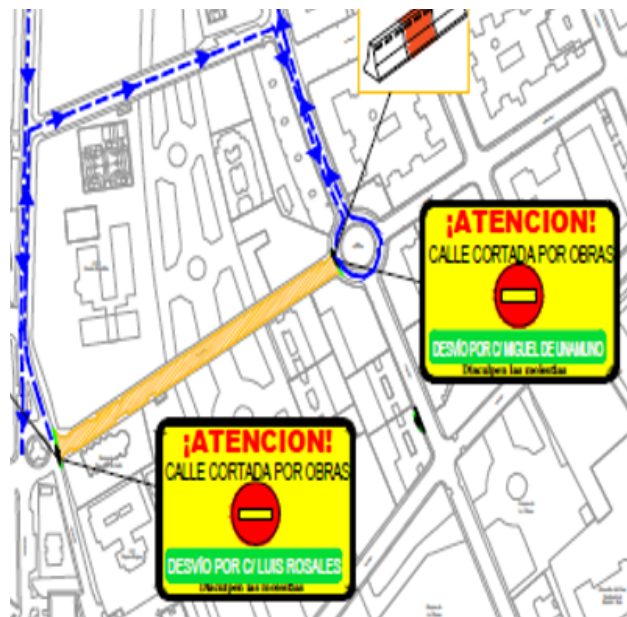 ¡ATENCION!
CALLE CORTADA POR OBRAS
DESVÍO POR C/ MIGUEL DE UNAMUNO
Disculpen las molestias
¡ATENCION!
CALLE CORTADA POR OBRAS
DESVÍO POR C/ LUIS ROSALES
Disculpen las molestias